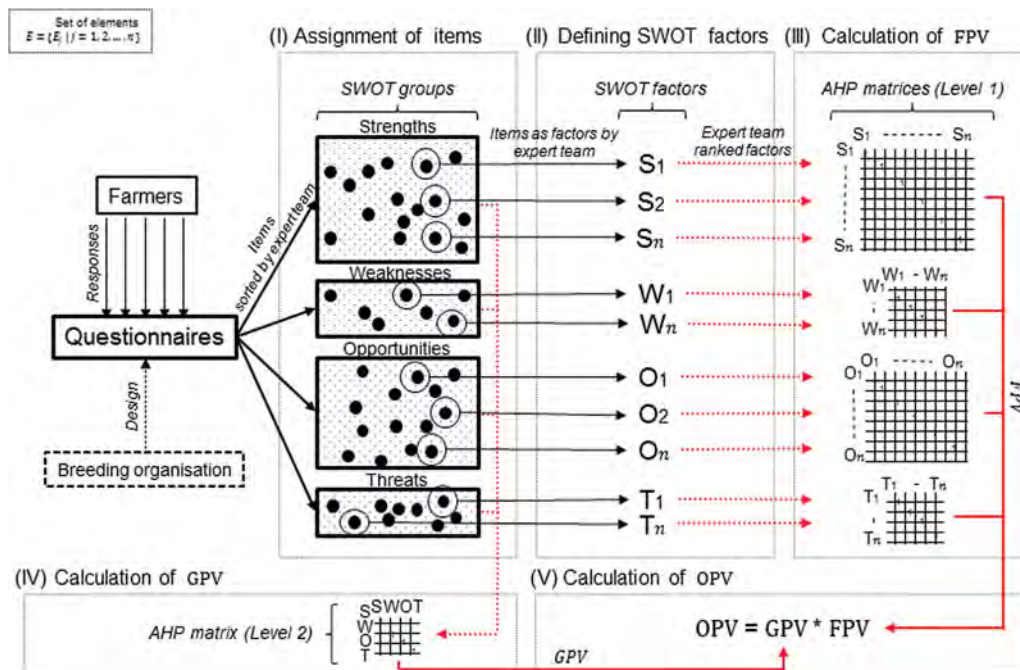 Set of elements
E = {E_j | j = 1, 2, ..., n}
(I) Assignment of items
(II) Defining SWOT factors
(III) Calculation of FPV
SWOT groups
SWOT factors
AHP matrices (Level 1)
Strengths
Items as factors by
expert team
Expert team
ranked factors
Farmers
Responses
Questionnaires
Design
Breeding organisation
Items
sorted by expert team
Weaknesses
Opportunities
Threats
S1
S2
Sn
W1
Wn
O1
O2
On
T1
Tn
S1 -------- Sn
S1
Sn
W1 - Wn
W1
Wn
O1 ----- On
O1
On
T1 - Tn
T1
Tn
(IV) Calculation of GPV
AHP matrix (Level 2)
SWOT
S
W
O
T
(V) Calculation of OPV
OPV = GPV * FPV
GPV